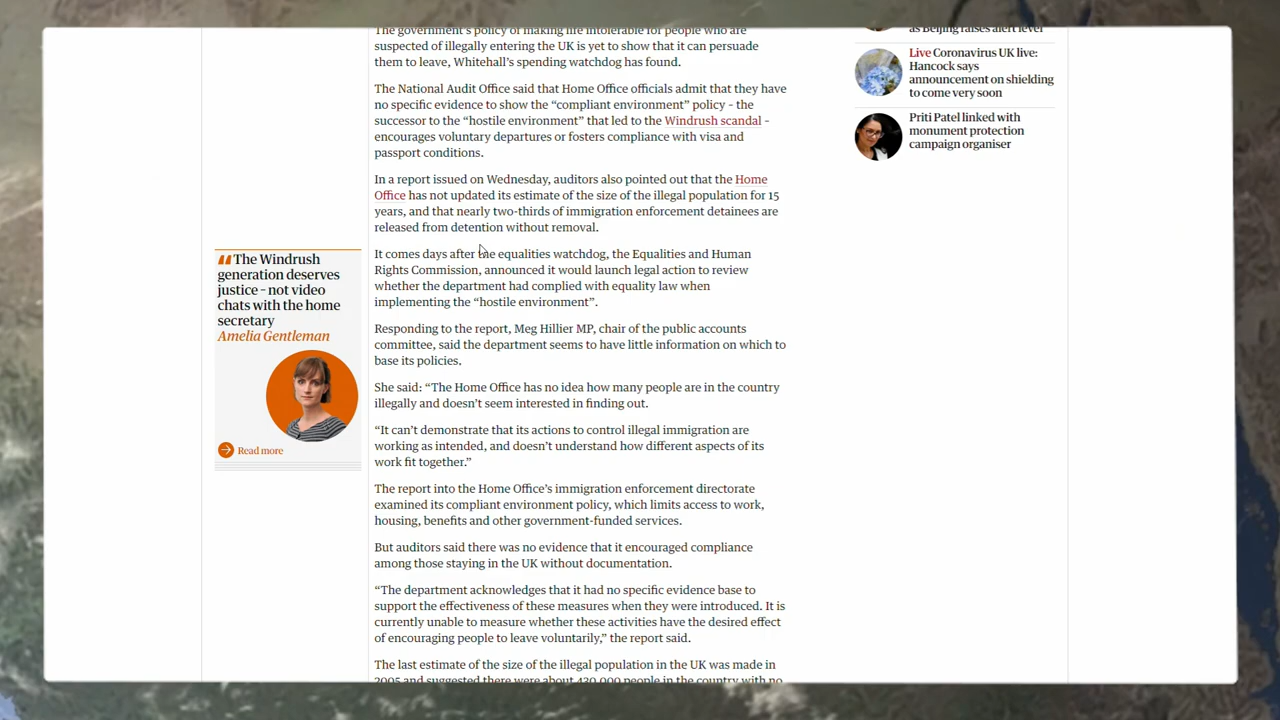 The government's policy of making life intolerable for people who are
suspected of illegally entering the UK is yet to show that it can persuade
them to leave, Whitehall's spending watchdog has found.
The National Audit Office said that Home Office officials admit that they have
no specific evidence to show the “compliant environment” policy – the
successor to the “hostile environment” that led to the Windrush scandal –
encourages voluntary departures or fosters compliance with visa and
passport conditions.
In a report issued on Wednesday, auditors also pointed out that the Home
Office has not updated its estimate of the size of the illegal population for 15
years, and that nearly two-thirds of immigration enforcement detainees are
released from detention without removal.
It comes days after the equalities watchdog, the Equalities and Human
Rights Commission, announced it would launch legal action to review
whether the department had complied with equality law when
implementing the “hostile environment”.
Responding to the report, Meg Hillier MP, chair of the public accounts
committee, said the department seems to have little information on which to
base its policies.
She said: “The Home Office has no idea how many people are in the country
illegally and doesn't seem interested in finding out.
“It can't demonstrate that its actions to control illegal immigration are
working as intended, and doesn't understand how different aspects of its
work fit together.”
The report into the Home Office's immigration enforcement directorate
examined its compliant environment policy, which limits access to work,
housing, benefits and other government-funded services.
But auditors said there was no evidence that it encouraged compliance
among those staying in the UK without documentation.
“The department acknowledges that it had no specific evidence base to
support the effectiveness of these measures when they were introduced. It is
currently unable to measure whether these activities have the desired effect
of encouraging people to leave voluntarily,” the report said.
The last estimate of the size of the illegal population in the UK was made in
2005 and suggested there were about 430,000 people in the country with no
“The Windrush
generation deserves
justice – not video
chats with the home
secretary
Amelia Gentleman
Read more
as Beijing raises alert level
Live Coronavirus UK live:
Hancock says
announcement on shielding
to come very soon
Priti Patel linked with
monument protection
campaign organiser